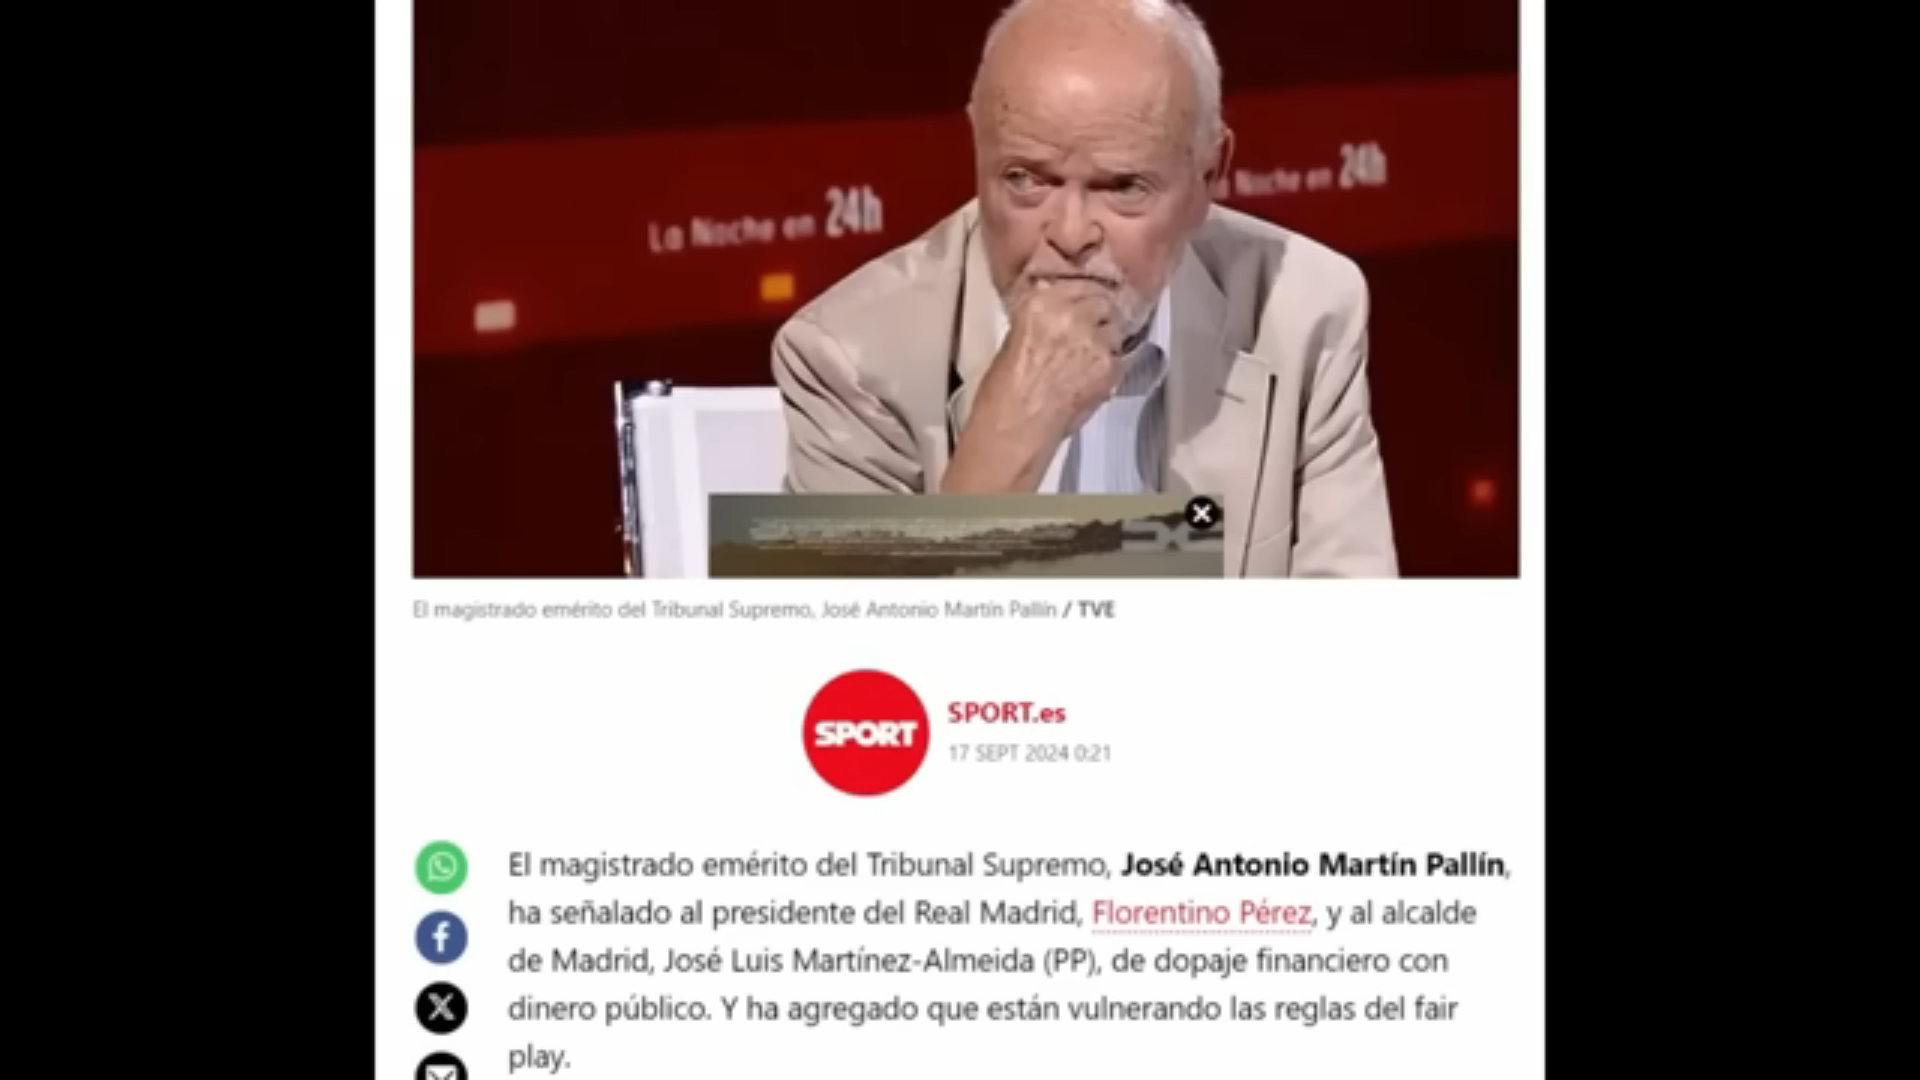 La Noche en 24h
Noche en 24h
El magistrado emérito del Tribunal Supremo, José Antonio Martín Pallín / TVE
SPORT
SPORT.es
17 SEPT 2024 0:21
El magistrado emérito del Tribunal Supremo, José Antonio Martín Pallín,
ha señalado al presidente del Real Madrid, Florentino Pérez, y al alcalde
de Madrid, José Luis Martínez-Almeida (PP), de dopaje financiero con
dinero público. Y ha agregado que están vulnerando las reglas del fair
play.